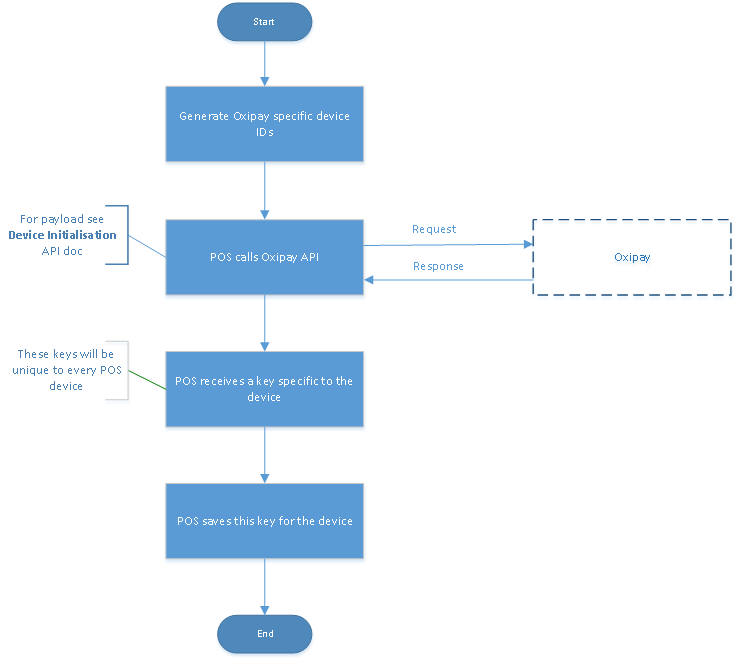 Start
Generate Oxipay specific device
IDs
For payload see
Device Initialisation
API doc
POS calls Oxipay API
Request
Response
Oxipay
These keys will be
unique to every POS
device
POS receives a key specific to the
device
POS saves this key for the device
End